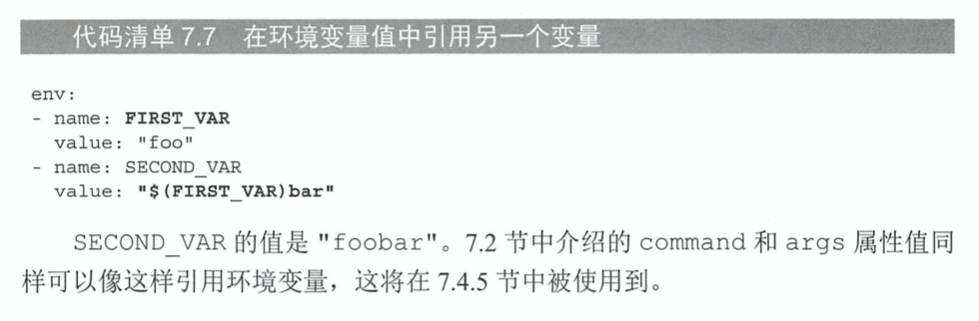 代码清单 7.7 在环境变量值中引用另一个变量
env:
- name: FIRST_VAR
  value: "foo"
- name: SECOND_VAR
  value: "$(FIRST_VAR)bar"
SECOND_VAR 的值是 "foobar"。7.2 节中介绍的 command 和 args 属性值同
样可以像这样引用环境变量，这将在 7.4.5 节中被使用到。